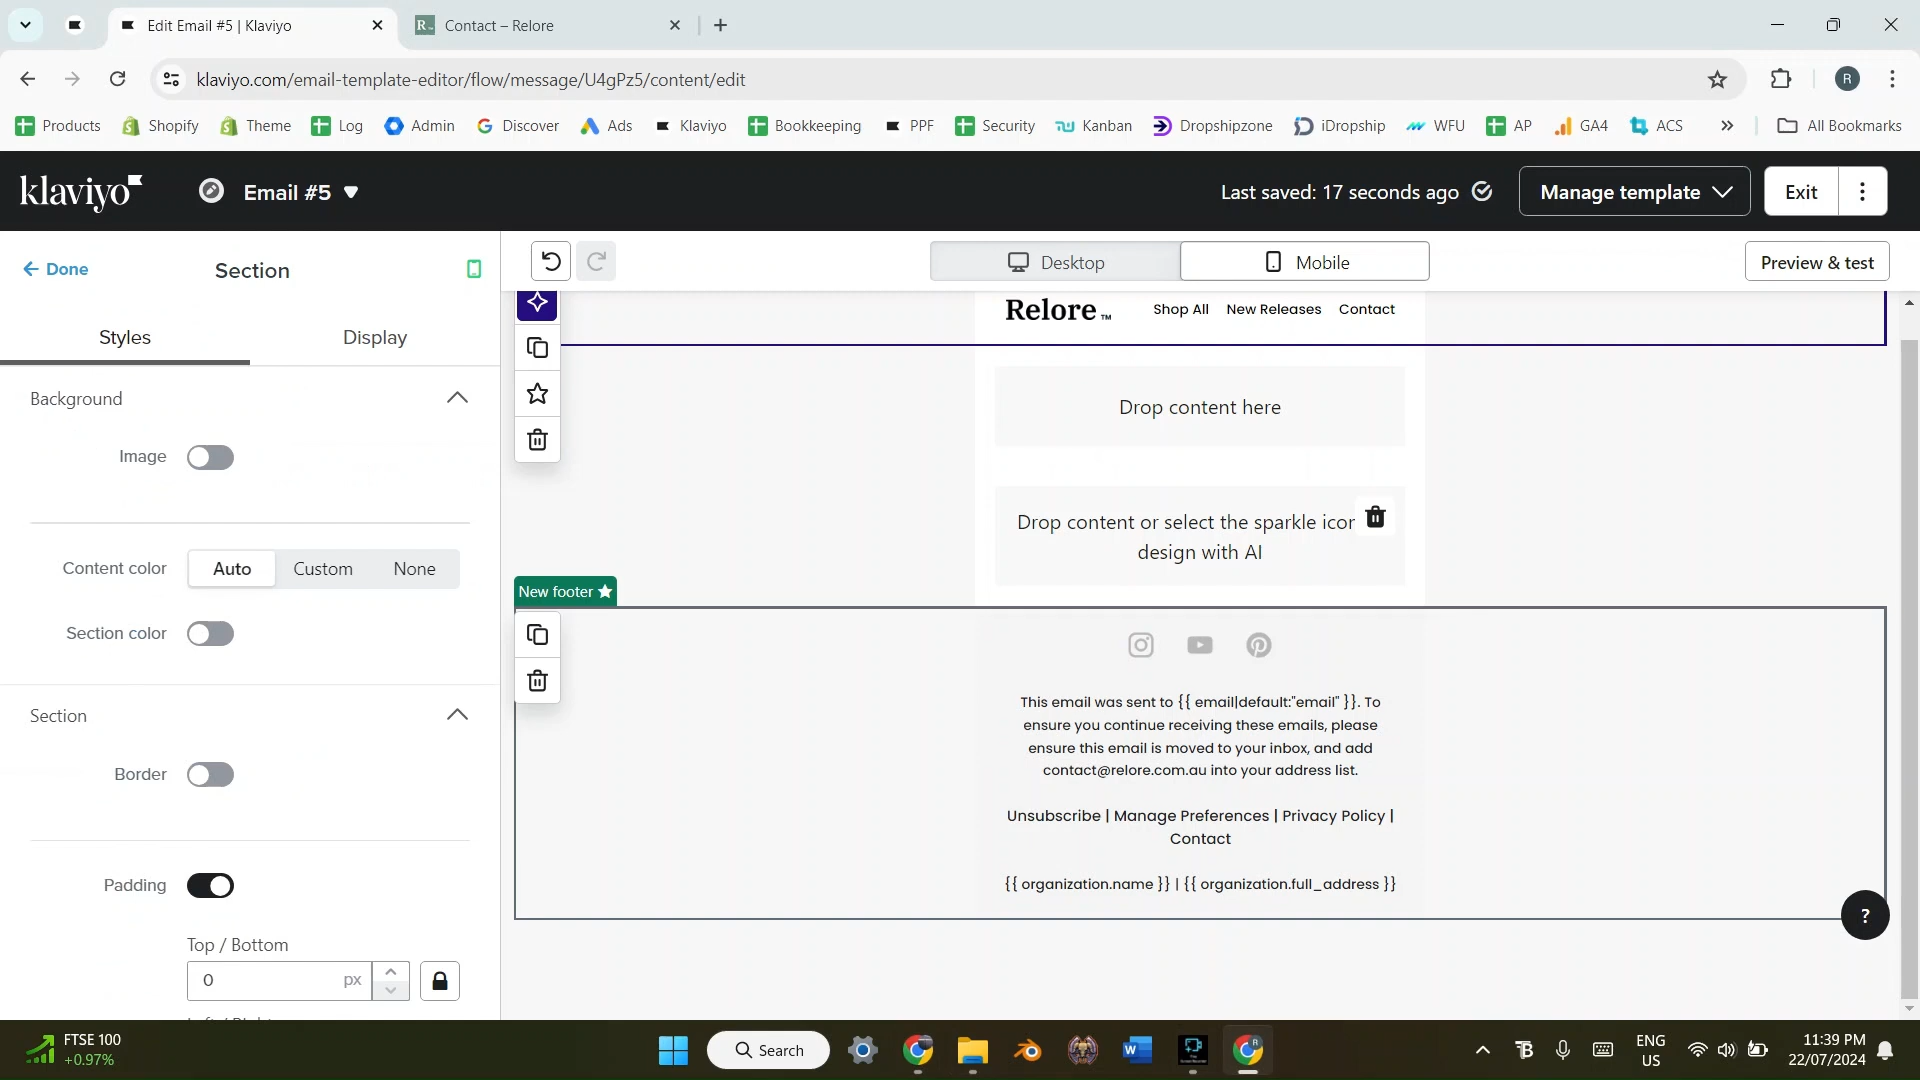 Edit Email #5 | Klaviyo
Contact – Relore
klaviyo.com/email-template-editor/flow/message/U4gPz5/content/edit
R
Products
Shopify
Theme
Log
Admin
Discover
Ads
Klaviyo
Bookkeeping
PPF
Security
Kanban
Dropshipzone
iDropship
WFU
AP
GA4
ACS
All Bookmarks
klaviyo
Email #5
Last saved: 17 seconds ago
Manage template
Exit
Done
Section
Desktop
Mobile
Preview & test
Styles
Display
Background
Image
Content color
Auto
Custom
None
Section color
Section
Border
Padding
Top / Bottom
0
px
Relore ™
Shop All
New Releases
Contact
Drop content here
Drop content or select the sparkle icon
design with AI
New footer
This email was sent to {{ email|default:"email" }}. To
ensure you continue receiving these emails, please
ensure this email is moved to your inbox, and add
contact@relore.com.au into your address list.
Unsubscribe | Manage Preferences | Privacy Policy |
Contact
{{ organization.name }} | {{ organization.full_address }}
?
FTSE 100
+0.97%
Search
ENG
US
11:39 PM
22/07/2024